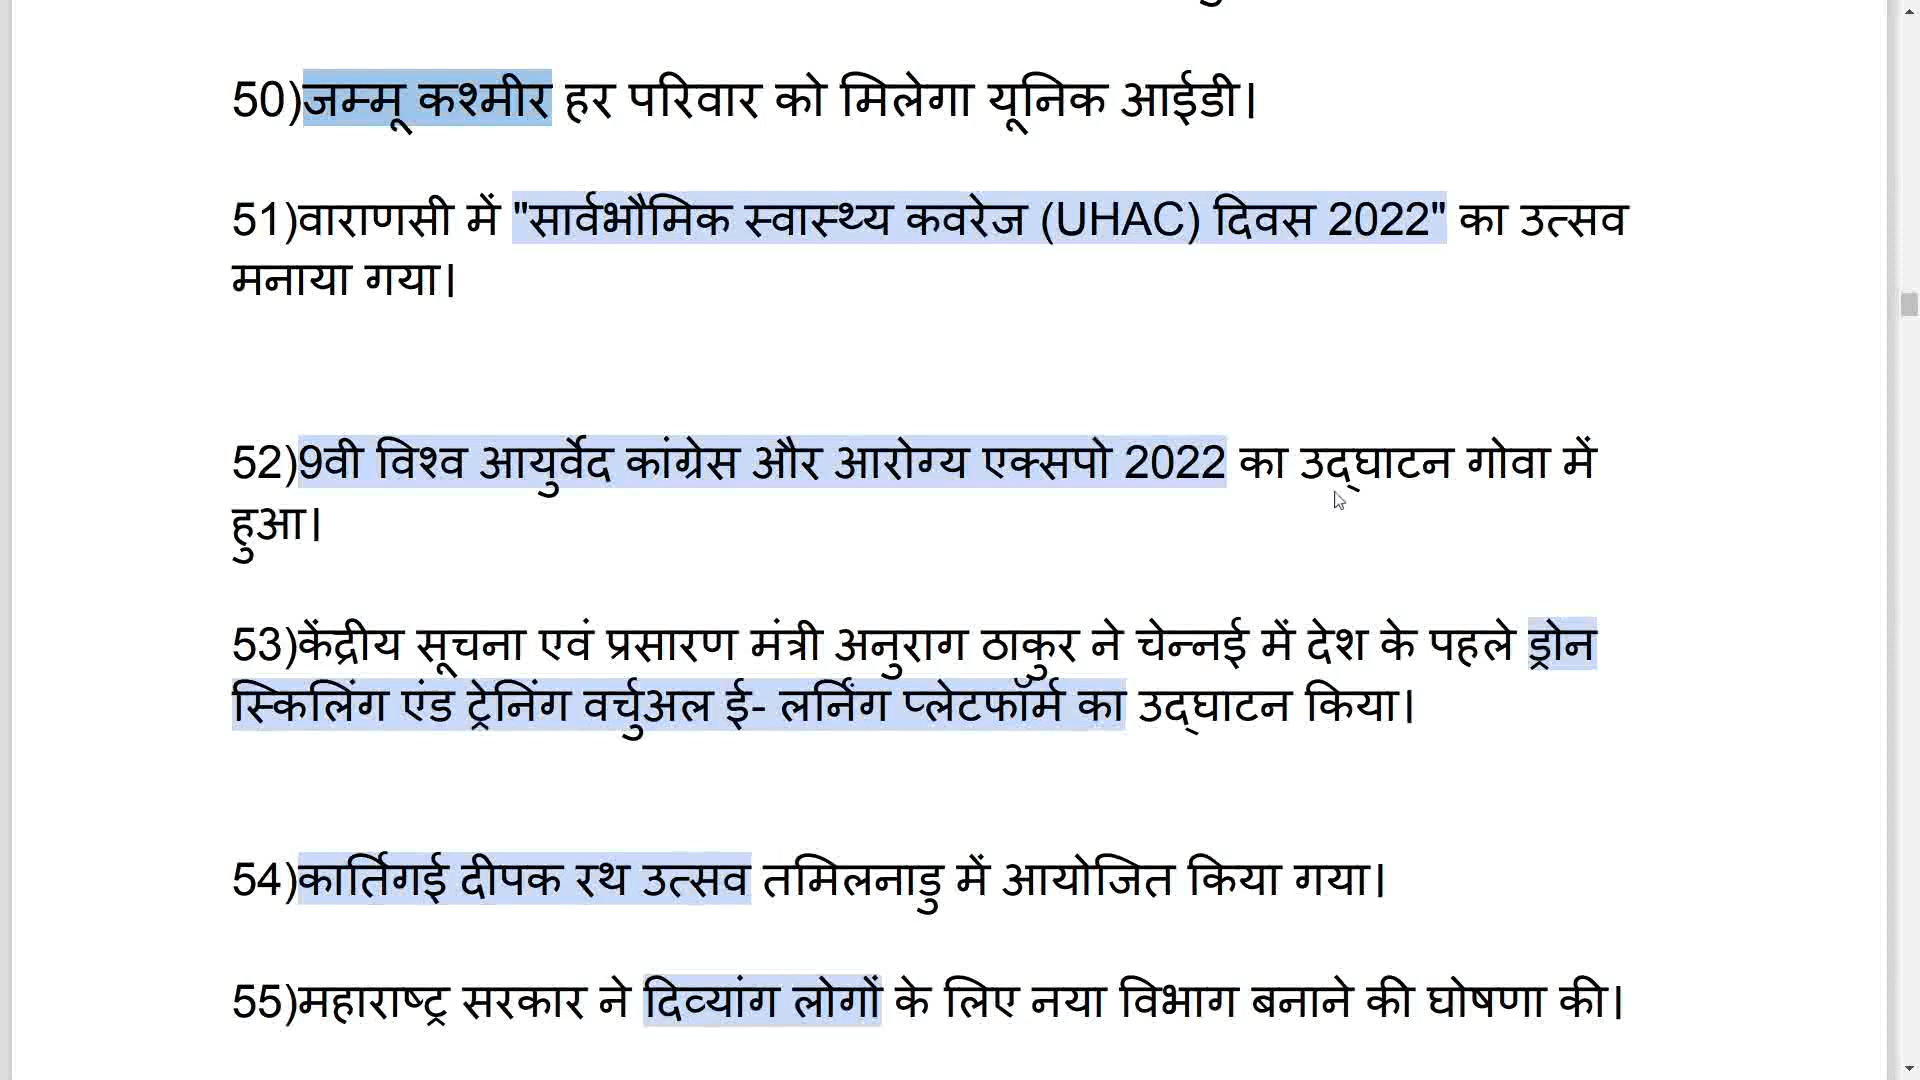 50)जम्मू कश्मीर हर परिवार को मिलेगा यूनिक आईडी।
51)वाराणसी में "सार्वभौमिक स्वास्थ्य कवरेज (UHAC) दिवस 2022" का उत्सव
मनाया गया।
52)9वी विश्व आयुर्वेद कांग्रेस और आरोग्य एक्सपो 2022 का उद्घाटन गोवा में
हुआ।
53)केंद्रीय सूचना एवं प्रसारण मंत्री अनुराग ठाकुर ने चेन्नई में देश के पहले ड्रोन
स्किलिंग एंड ट्रेनिंग वर्चुअल ई- लर्निंग प्लेटफॉर्म का उद्घाटन किया।
54)कार्तिगई दीपक रथ उत्सव तमिलनाडु में आयोजित किया गया।
55)महाराष्ट्र सरकार ने दिव्यांग लोगों के लिए नया विभाग बनाने की घोषणा की।